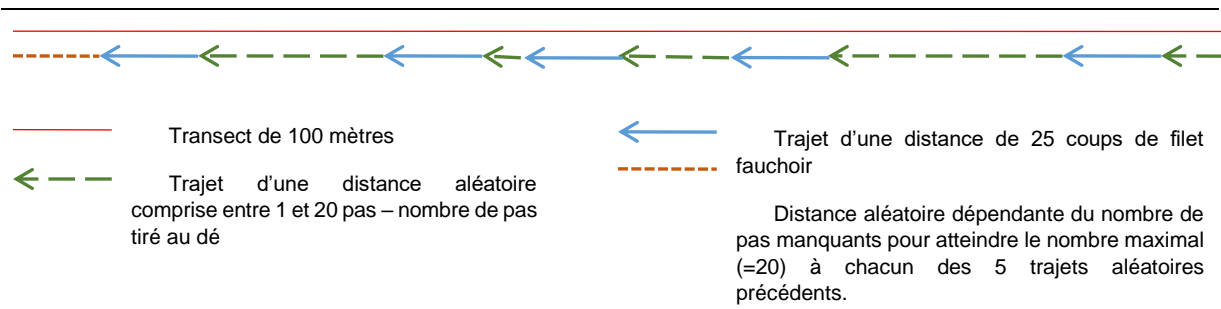 Transect de 100 mètres
Trajet d'une distance aléatoire
comprise entre 1 et 20 pas – nombre de pas
tiré au dé
Trajet d'une distance de 25 coups de filet
fauchoir
Distance aléatoire dépendante du nombre de
pas manquants pour atteindre le nombre maximal
(=20) à chacun des 5 trajets aléatoires
précédents.